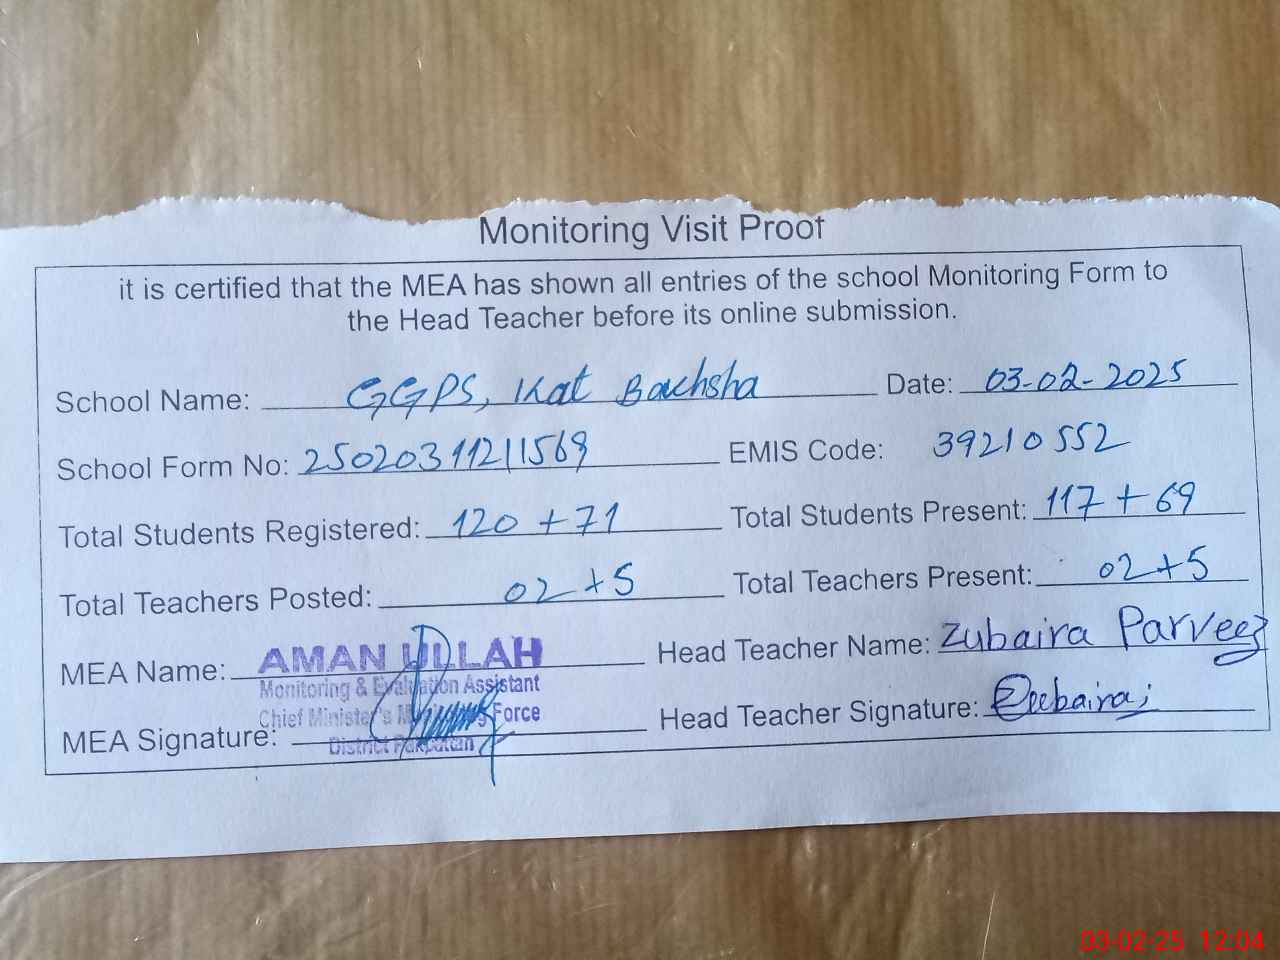 Monitoring Visit Proof
it is certified that the MEA has shown all entries of the school Monitoring Form to
the Head Teacher before its online submission.
School Name: GGPS, Kat Bachsha Date: 03-02-2025
School Form No: 25020311211569 EMIS Code: 39210552
Total Students Registered: 120 + 71 Total Students Present: 117 + 69
Total Teachers Posted: 02 + 5 Total Teachers Present: 02 + 5
MEA Name: AMAN ULLAH Head Teacher Name: Zubaira Parveez
Monitoring & Evaluation Assistant
Chief Minister's Monitoring Force
MEA Signature: Head Teacher Signature: Zubaira
District Pakpattan
03-02-25 12:04